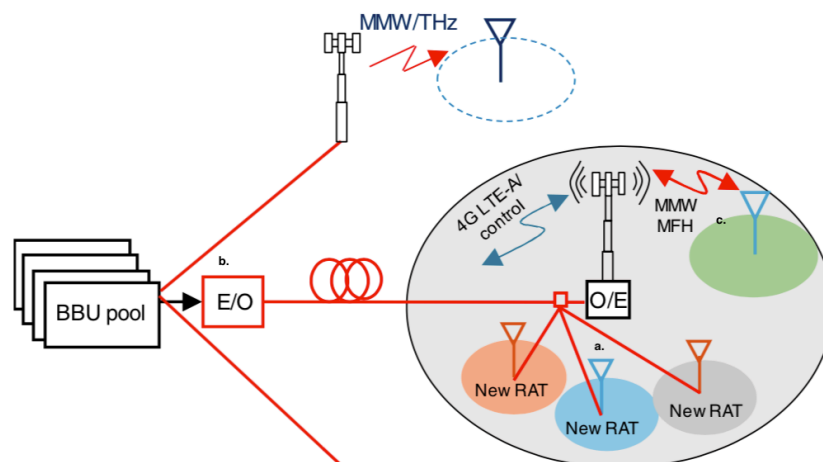 MMW/THz
4G LTE-A/
control
MMW
MFH
c.
b.
E/O
BBU pool
O/E
a.
New RAT
New RAT
New RAT